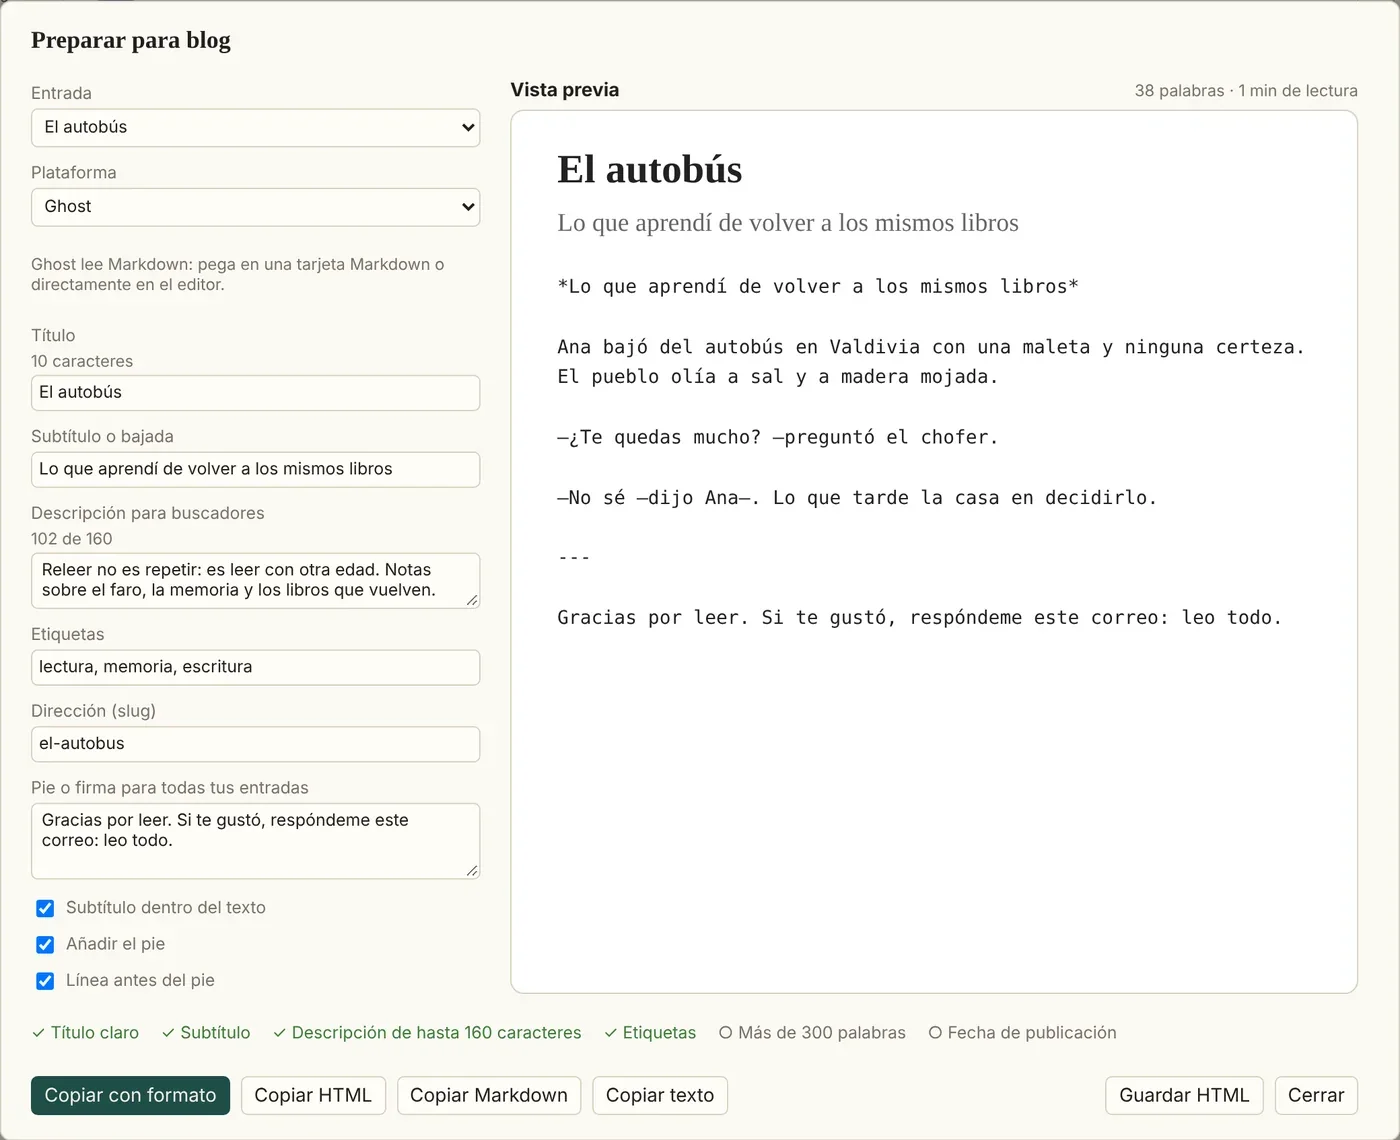 Preparar para blog
Entrada
El autobús
Plataforma
Ghost
Ghost lee Markdown: pega en una tarjeta Markdown o
directamente en el editor.
Título
10 caracteres
El autobús
Subtítulo o bajada
Lo que aprendí de volver a los mismos libros
Descripción para buscadores
102 de 160
Releer no es repetir: es leer con otra edad. Notas
sobre el faro, la memoria y los libros que vuelven.
Etiquetas
lectura, memoria, escritura
Dirección (slug)
el-autobus
Pie o firma para todas tus entradas
Gracias por leer. Si te gustó, respóndeme este
correo: leo todo.
Subtítulo dentro del texto
Añadir el pie
Línea antes del pie
Vista previa
38 palabras · 1 min de lectura
El autobús
Lo que aprendí de volver a los mismos libros
*Lo que aprendí de volver a los mismos libros*
Ana bajó del autobús en Valdivia con una maleta y ninguna certeza.
El pueblo olía a sal y a madera mojada.
—¿Te quedas mucho? —preguntó el chofer.
—No sé —dijo Ana—. Lo que tarde la casa en decidirlo.
---
Gracias por leer. Si te gustó, respóndeme este correo: leo todo.
✓ Título claro ✓ Subtítulo ✓ Descripción de hasta 160 caracteres ✓ Etiquetas ○ Más de 300 palabras ○ Fecha de publicación
Copiar con formato Copiar HTML Copiar Markdown Copiar texto Guardar HTML Cerrar